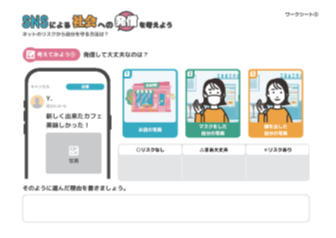 ワークシート①
SNSによる社会への発信を考えよう
ネットのリスクから自分を守る方法は?
考えてみよう① 発信して大丈夫なのは?
キャンセル
Y.
新しく出来たカフェ
美味しかった!
写真
1
お店の写真
2
マスクをした
自分の写真
3
顔を出した
自分の写真
○リスクなし
△まあ大丈夫
×リスクあり
そのように選んだ理由を書きましょう。